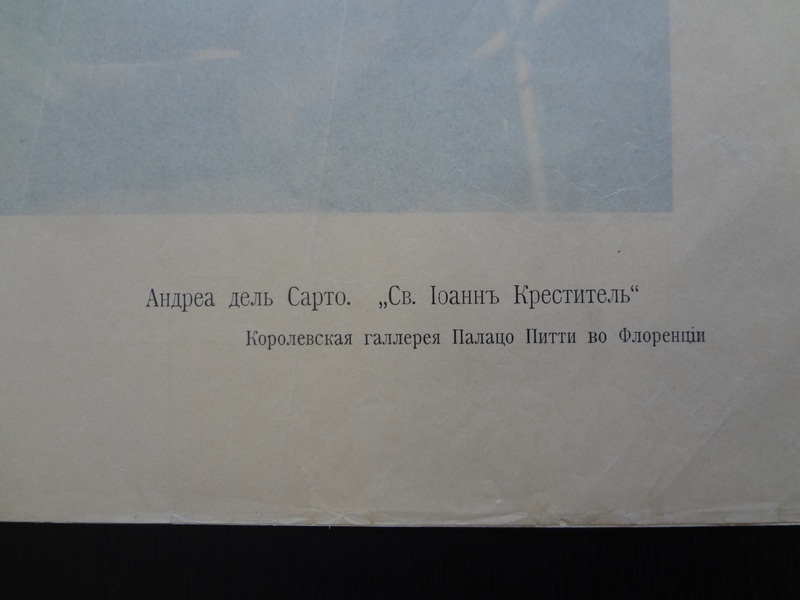 Андреа дель Сарто. „Св. Іоаннъ Креститель“
Королевская галлерея Палацо Питти во Флоренціи